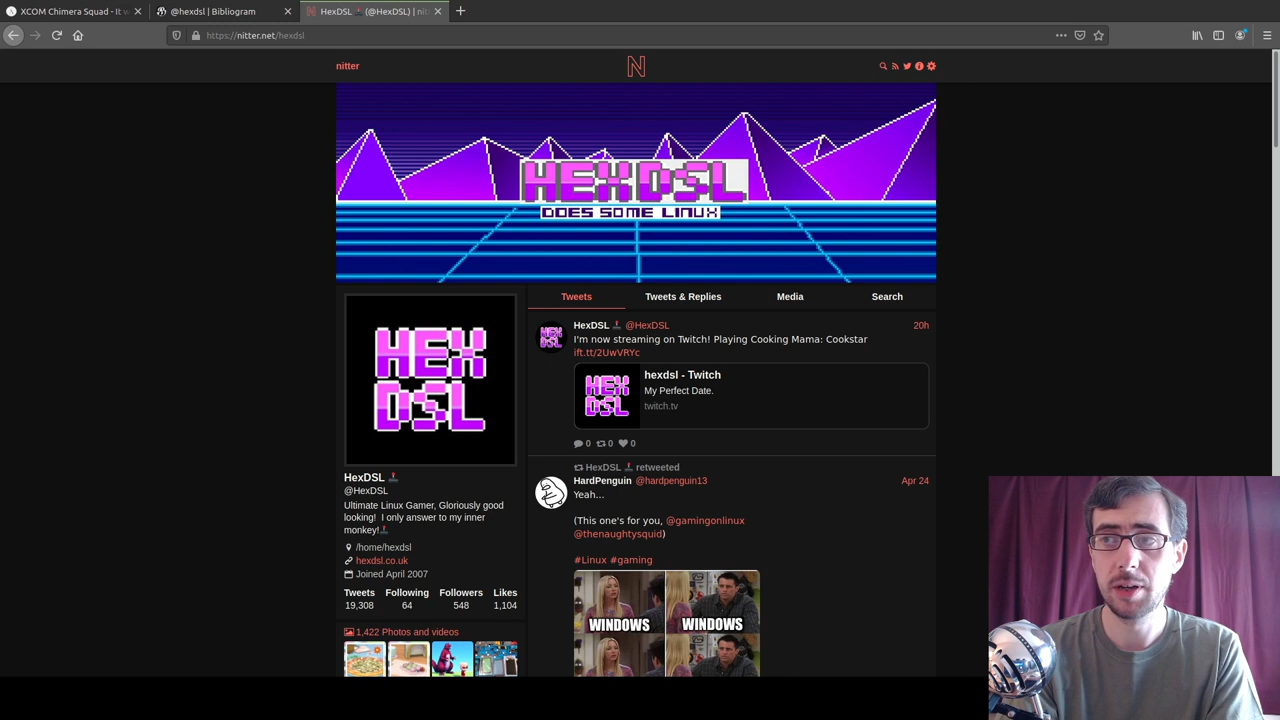 XCOM Chimera Squad - It w
@hexdsl | Bibliogram
HexDSL (@HexDSL) | nit
https://nitter.net/hexdsl
nitter
N
HEXDSL
DOES SOME LINUX
Tweets
Tweets & Replies
Media
Search
HEX
DSL
HexDSL
@HexDSL
Ultimate Linux Gamer, Gloriously good
looking! I only answer to my inner
monkey!
/home/hexdsl
hexdsl.co.uk
Joined April 2007
Tweets Following Followers Likes
19,308 64 548 1,104
1,422 Photos and videos
HEX
DSL
HexDSL @HexDSL 20h
I'm now streaming on Twitch! Playing Cooking Mama: Cookstar
ift.tt/2UwVRYc
HEX
DSL
hexdsl - Twitch
My Perfect Date.
twitch.tv
0 0 0
HexDSL retweeted
HardPenguin @hardpenguin13 Apr 24
Yeah...
(This one's for you, @gamingonlinux
@thenaughtysquid)
#Linux #gaming
WINDOWS WINDOWS